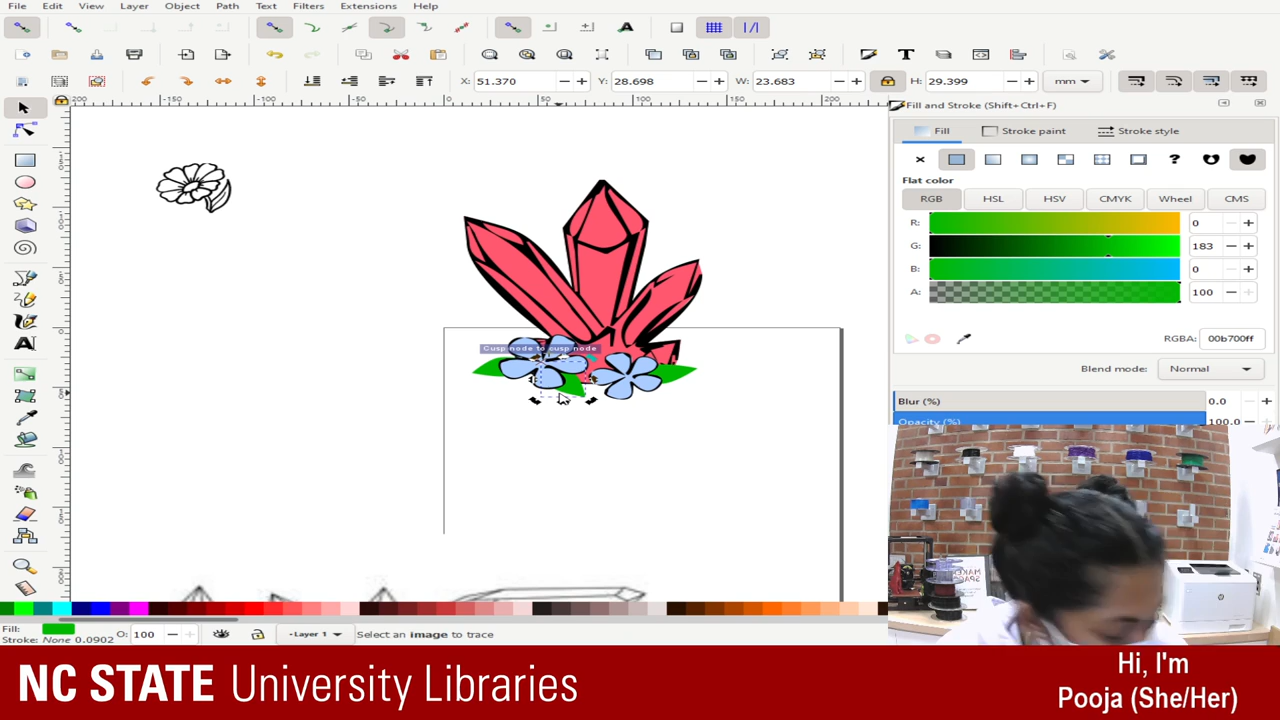 File Edit View Layer Object Path Text Filters Extensions Help
X: 51.370 Y: 28.698 W: 23.683 H: 29.399 mm
Fill and Stroke (Shift+Ctrl+F)
Fill Stroke paint Stroke style
Flat color
RGB HSL HSV CMYK Wheel CMS
R: 0
G: 183
B: 0
A: 100
RGBA: 00b700ff
Blend mode: Normal
Blur (%) 0.0
Opacity (%) 100.0
Cusp node to cusp node
Fill:
Stroke: None 0.0902
O: 100
Layer 1
Select an image to trace
NC STATE University Libraries
Hi, I'm
Pooja (She/Her)